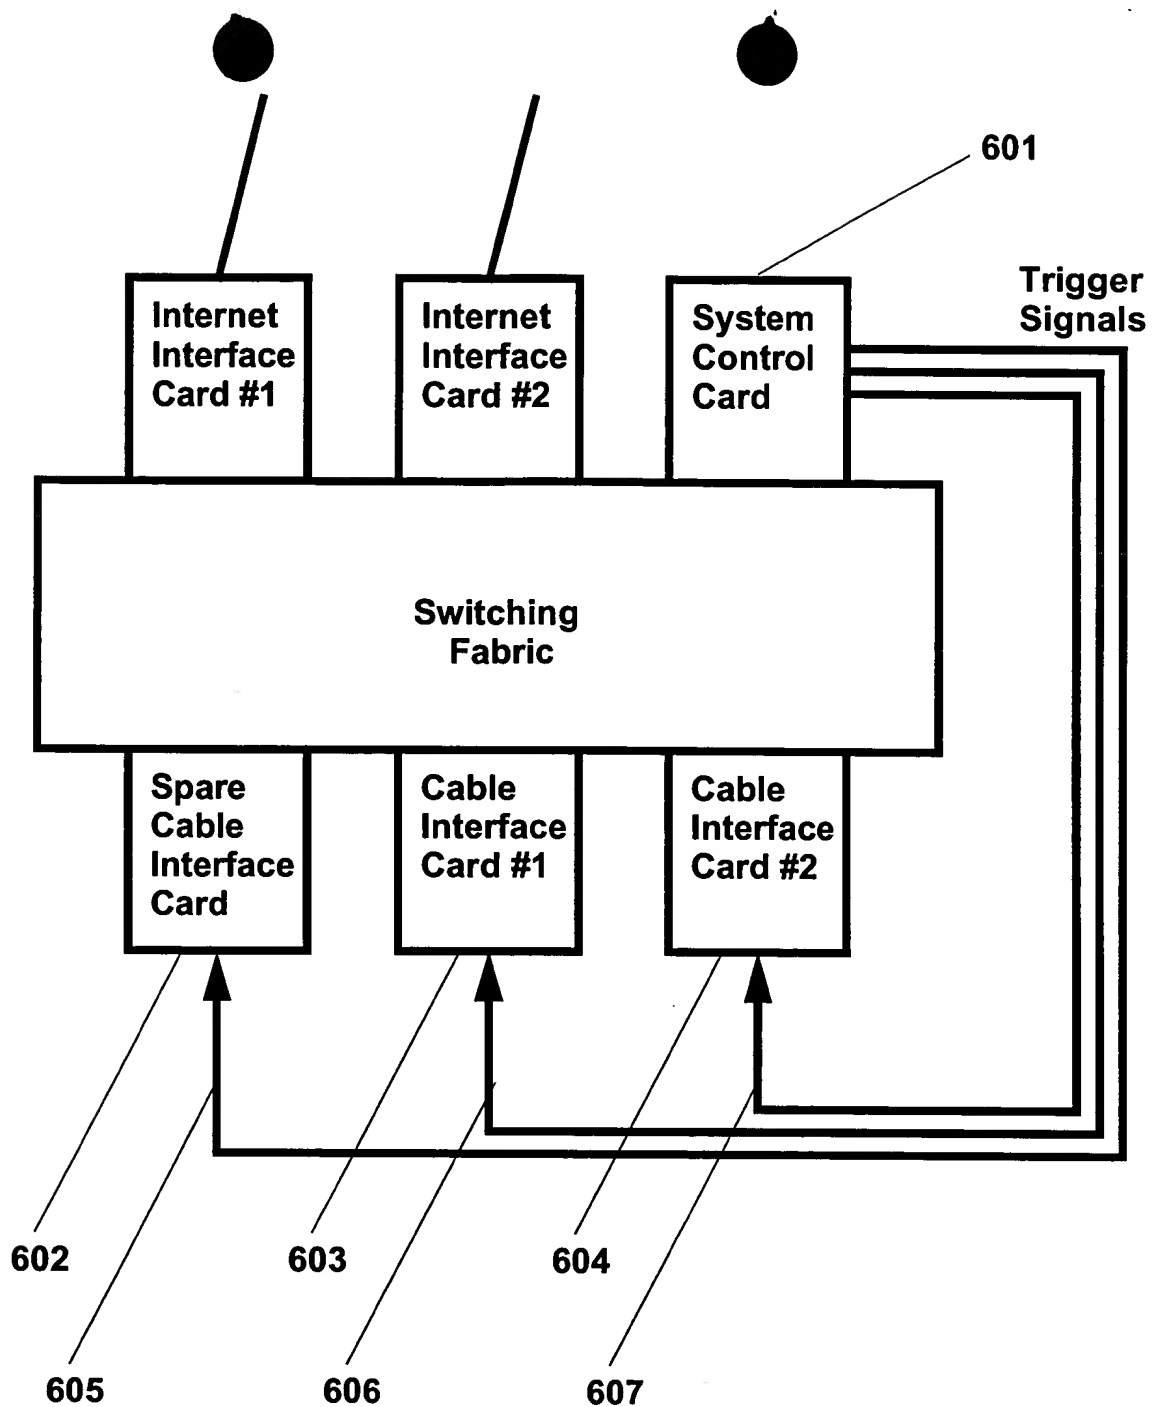 601
Trigger
Signals
Internet
Interface
Card #1
Internet
Interface
Card #2
System
Control
Card
Switching
Fabric
Spare
Cable
Interface
Card
Cable
Interface
Card #1
Cable
Interface
Card #2
602
603
604
605
606
607